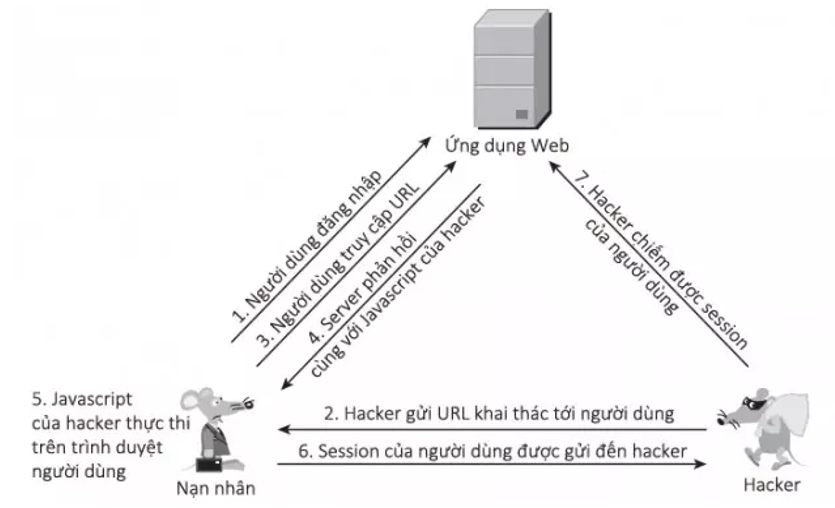 Ứng dụng Web
1. Người dùng đăng nhập
3. Người dùng truy cập URL
4. Server phản hồi
cùng với Javascript của hacker
7. Hacker chiếm được session
của người dùng
5. Javascript
của hacker thực thi
trên trình duyệt
người dùng
2. Hacker gửi URL khai thác tới người dùng
6. Session của người dùng được gửi đến hacker
Nạn nhân
Hacker